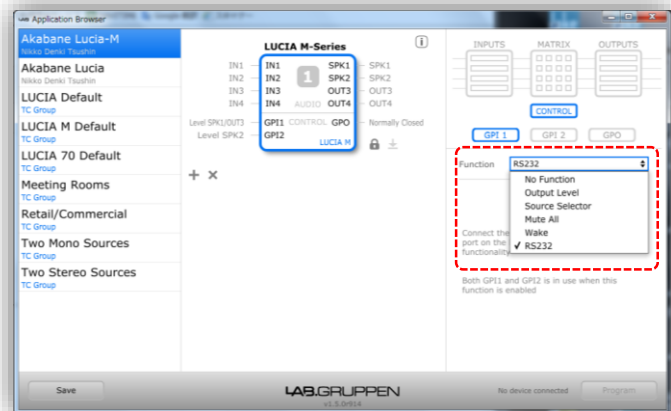 Application Browser
Akabane Lucia-M
Nikko Denki Tsushin
Akabane Lucia
Nikko Denki Tsushin
LUCIA Default
TC Group
LUCIA M Default
TC Group
LUCIA 70 Default
TC Group
Meeting Rooms
TC Group
Retail/Commercial
TC Group
Two Mono Sources
TC Group
Two Stereo Sources
TC Group
LUCIA M-Series
i
IN1 IN1 SPK1 SPK1
IN2 IN2 SPK2 SPK2
1
IN3 IN3 OUT3 OUT3
IN4 IN4 AUDIO OUT4 OUT4
Level SPK1/OUT3 GPI1 CONTROL GPO Normally Closed
Level SPK2 GPI2
LUCIA M
INPUTS MATRIX OUTPUTS
CONTROL
GPI 1 GPI 2 GPO
Function RS232
No Function
Output Level
Source Selector
Mute All
Wake
✓ RS232
Connect the
port on the
functionality
Both GPI1 and GPI2 is in use when this
function is enabled
Save
LAB.GRUPPEN
v1.5.0r914
No device connected
Program